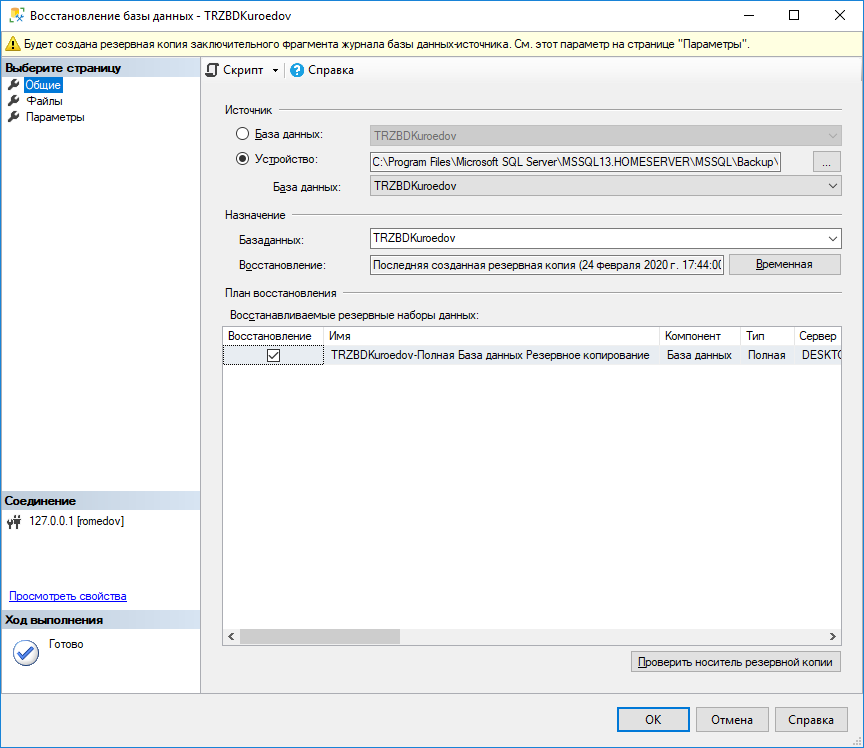 Восстановление базы данных - TRZBDKuroedov
Будет создана резервная копия заключительного фрагмента журнала базы данных-источника. См. этот параметр на странице "Параметры".
Выберите страницу
Общие
Файлы
Параметры
Скрипт
Справка
Источник
База данных:
TRZBDKuroedov
Устройство:
C:\Program Files\Microsoft SQL Server\MSSQL13.HOMESERVER\MSSQL\Backup\
...
База данных:
TRZBDKuroedov
Назначение
Базаданных:
TRZBDKuroedov
Восстановление:
Последняя созданная резервная копия (24 февраля 2020 г. 17:44:00
Временная
План восстановления
Восстанавливаемые резервные наборы данных:
Восстановление Имя Компонент Тип Сервер
TRZBDKuroedov-Полная База данных Резервное копирование База данных Полная DESKTO
Соединение
127.0.0.1 [romedov]
Просмотреть свойства
Ход выполнения
Готово
Проверить носитель резервной копии
OK
Отмена
Справка